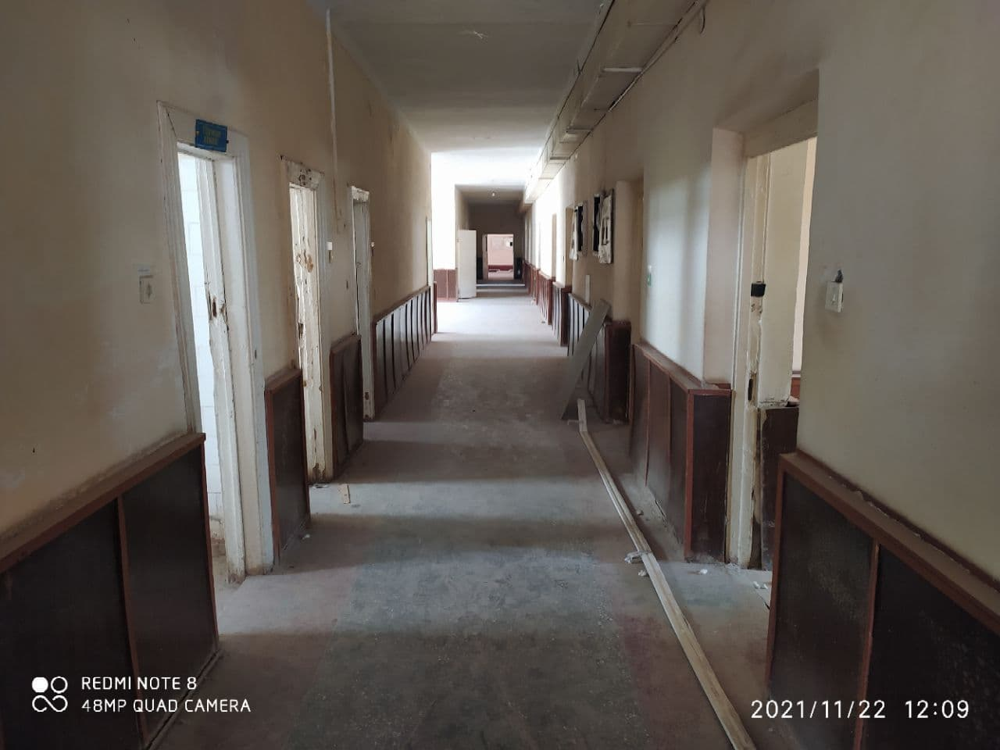 REDMI NOTE 8
48MP QUAD CAMERA
2021/11/22 12:09